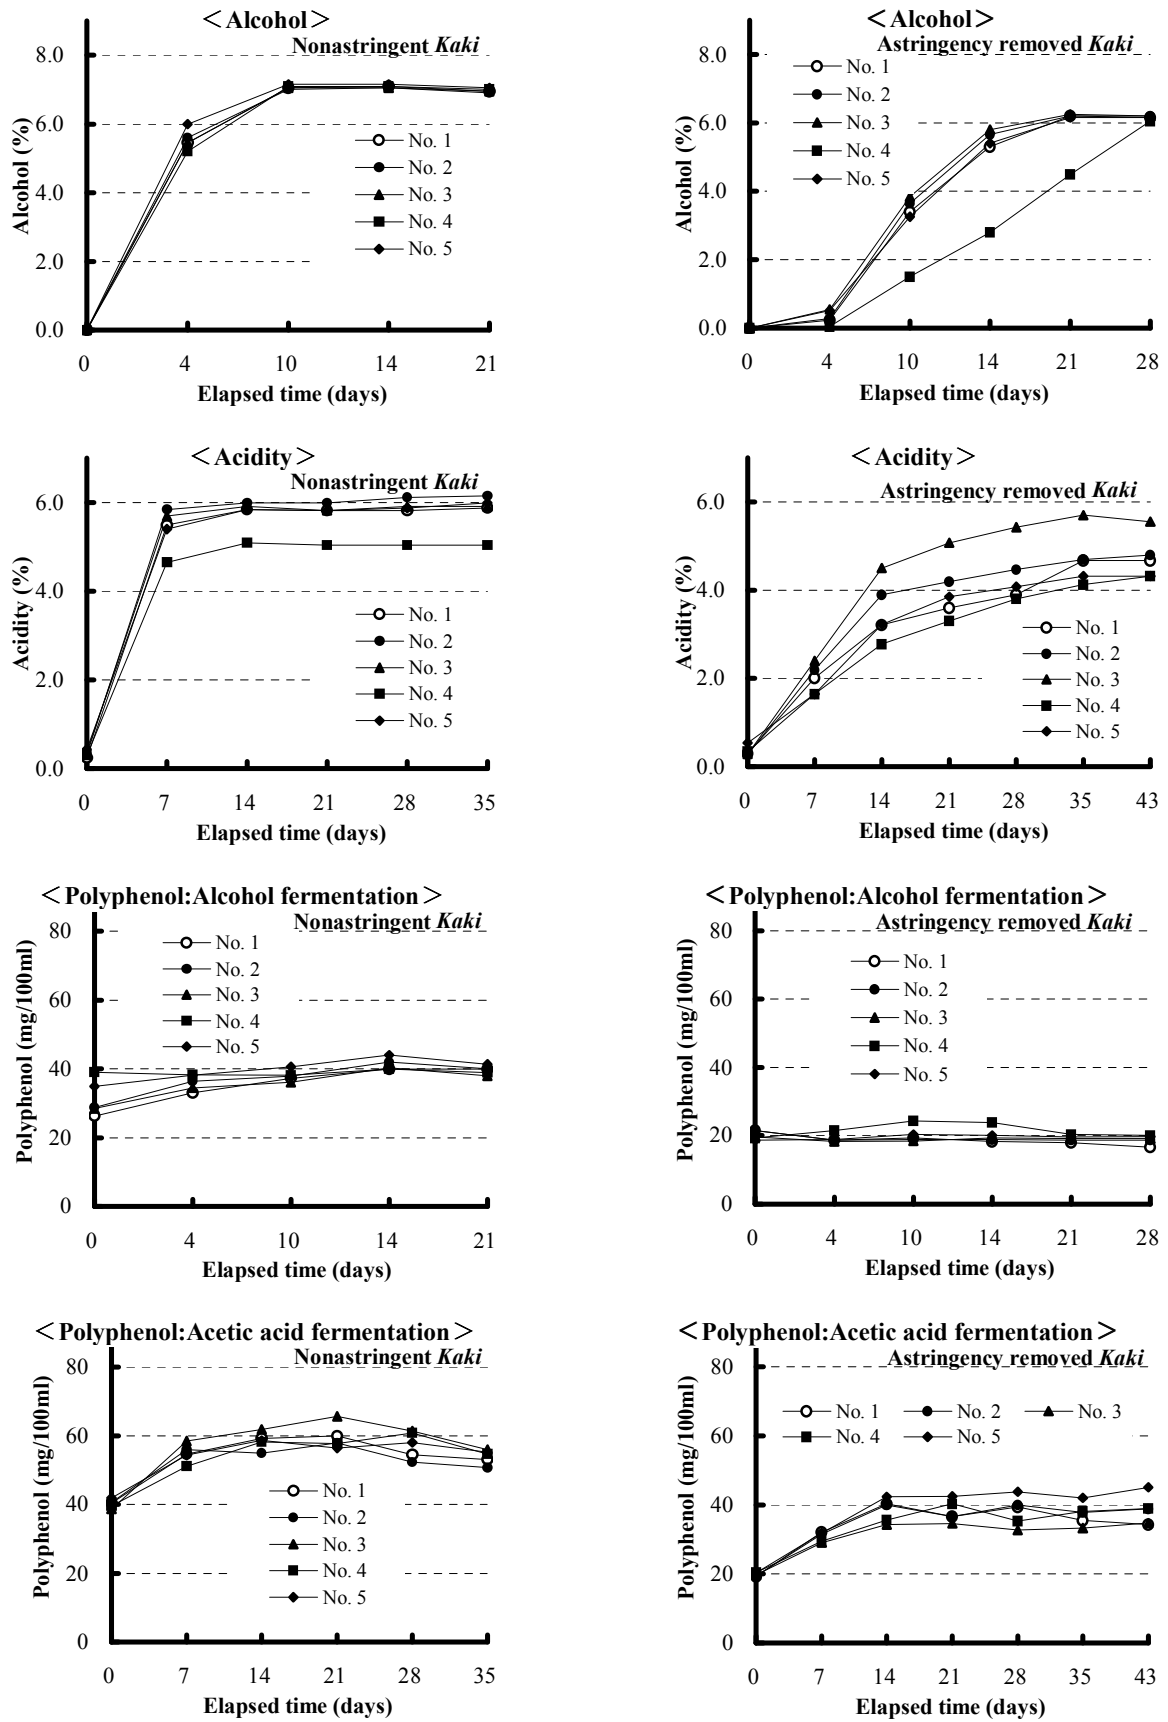 ＜Alcohol＞
Nonastringent Kaki
Alcohol (%)
8.0
6.0
4.0
2.0
0.0
No. 1
No. 2
No. 3
No. 4
No. 5
0 4 10 14 21
Elapsed time (days)
＜Alcohol＞
Astringency removed Kaki
Alcohol (%)
8.0
6.0
4.0
2.0
0.0
No. 1
No. 2
No. 3
No. 4
No. 5
0 4 10 14 21 28
Elapsed time (days)
＜Acidity＞
Nonastringent Kaki
Acidity (%)
6.0
4.0
2.0
0.0
No. 1
No. 2
No. 3
No. 4
No. 5
0 7 14 21 28 35
Elapsed time (days)
＜Acidity＞
Astringency removed Kaki
Acidity (%)
6.0
4.0
2.0
0.0
No. 1
No. 2
No. 3
No. 4
No. 5
0 7 14 21 28 35 43
Elapsed time (days)
＜Polyphenol:Alcohol fermentation＞
Nonastringent Kaki
Polyphenol (mg/100ml)
80
60
40
20
0
No. 1
No. 2
No. 3
No. 4
No. 5
0 4 10 14 21
Elapsed time (days)
＜Polyphenol:Alcohol fermentation＞
Astringency removed Kaki
Polyphenol (mg/100ml)
80
60
40
20
0
No. 1
No. 2
No. 3
No. 4
No. 5
0 4 10 14 21 28
Elapsed time (days)
＜Polyphenol:Acetic acid fermentation＞
Nonastringent Kaki
Polyphenol (mg/100ml)
80
60
40
20
0
No. 1
No. 2
No. 3
No. 4
No. 5
0 7 14 21 28 35
Elapsed time (days)
＜Polyphenol:Acetic acid fermentation＞
Astringency removed Kaki
Polyphenol (mg/100ml)
80
60
40
20
0
No. 1 No. 2 No. 3
No. 4 No. 5
0 7 14 21 28 35 43
Elapsed time (days)